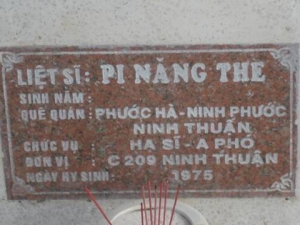 LIỆT SĨ: PI NĂNG THE
SINH NĂM:
QUÊ QUÁN: PHƯỚC HÀ-NINH PHƯỚC
NINH THUẬN
CHỨC VỤ : HẠ SĨ - A PHÓ
ĐƠN VỊ : C 209 NINH THUẬN
NGÀY HY SINH: 1975